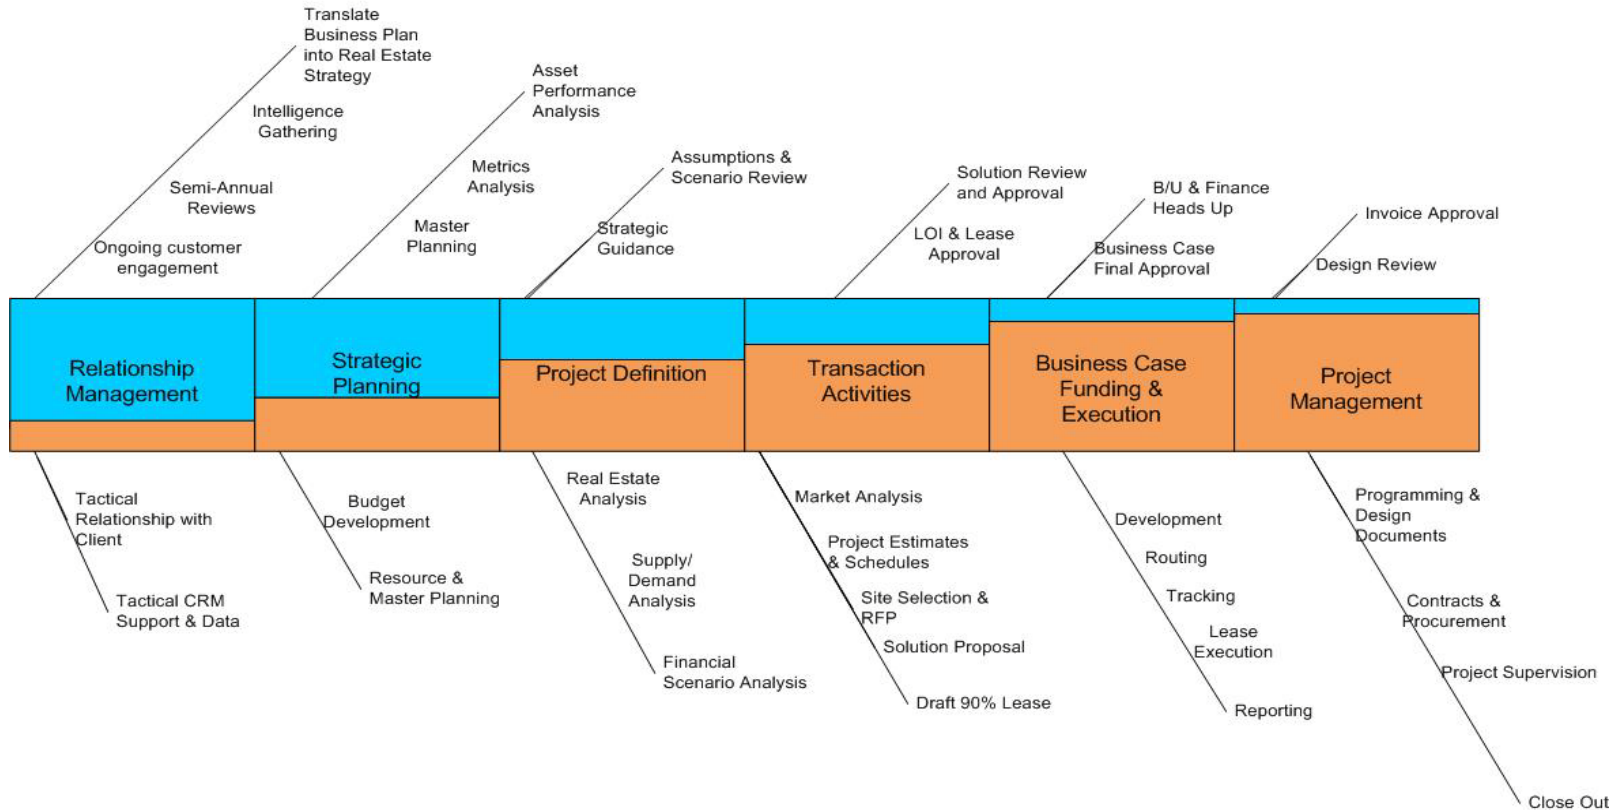 Translate
Business Plan
into Real Estate
Strategy
Intelligence
Gathering
Semi-Annual
Reviews
Ongoing customer
engagement
Asset
Performance
Analysis
Metrics
Analysis
Master
Planning
Assumptions &
Scenario Review
Strategic
Guidance
Solution Review
and Approval
LOI & Lease
Approval
B/U & Finance
Heads Up
Business Case
Final Approval
Invoice Approval
Design Review
Relationship
Management
Strategic
Planning
Project Definition
Transaction
Activities
Business Case
Funding &
Execution
Project
Management
Tactical
Relationship with
Client
Tactical CRM
Support & Data
Budget
Development
Resource &
Master Planning
Real Estate
Analysis
Supply/
Demand
Analysis
Financial
Scenario Analysis
Market Analysis
Project Estimates
& Schedules
Site Selection &
RFP
Solution Proposal
Draft 90% Lease
Development
Routing
Tracking
Lease
Execution
Reporting
Programming &
Design
Documents
Contracts &
Procurement
Project Supervision
Close Out